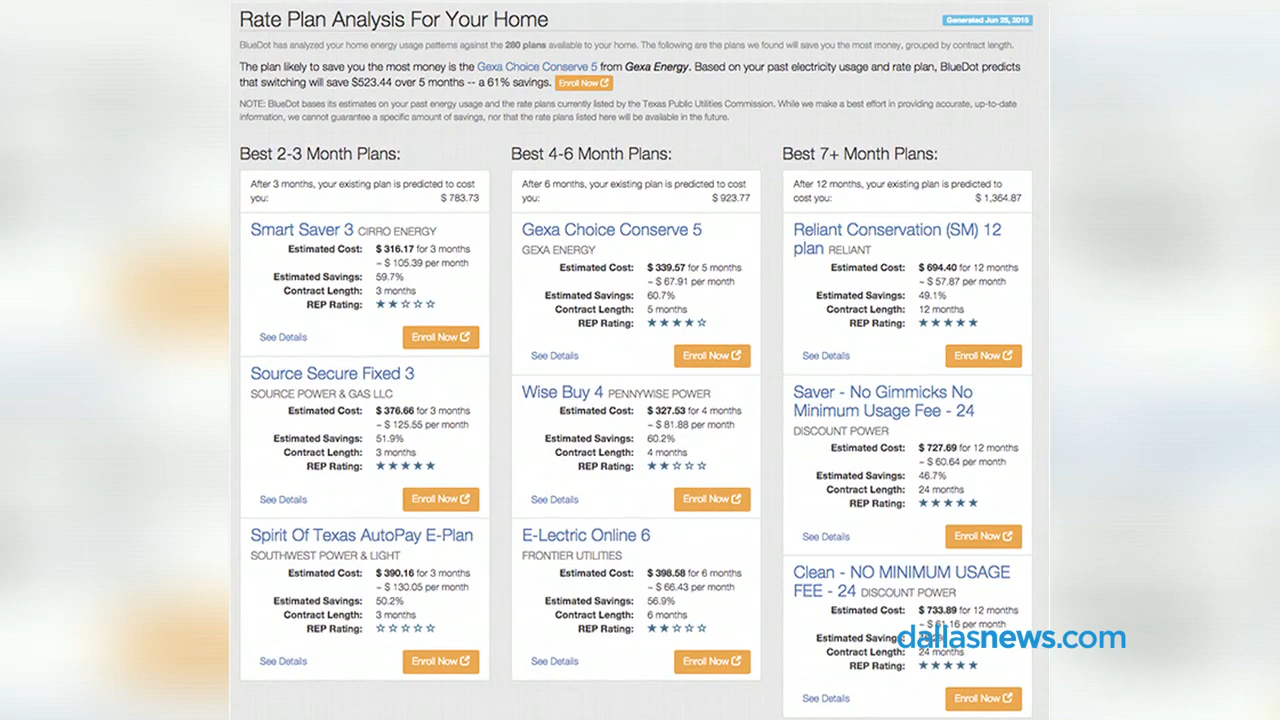 Rate Plan Analysis For Your Home
Generated Jun 25, 2015
BlueDot has analyzed your home energy usage patterns against the 280 plans available to your home. The following are the plans we found will save you the most money, grouped by contract length.
The plan likely to save you the most money is the Gexa Choice Conserve 5 from Gexa Energy. Based on your past electricity usage and rate plan, BlueDot predicts
that switching will save $523.44 over 5 months -- a 61% savings. Enroll Now
NOTE: BlueDot bases its estimates on your past energy usage and the rate plans currently listed by the Texas Public Utilities Commission. While we make a best effort in providing accurate, up-to-date
information, we cannot guarantee a specific amount of savings, nor that the rate plans listed here will be available in the future.
Best 2-3 Month Plans:
After 3 months, your existing plan is predicted to cost
you: $ 783.73
Smart Saver 3 CIRRO ENERGY
Estimated Cost: $ 316.17 for 3 months
~ $ 105.39 per month
Estimated Savings: 59.7%
Contract Length: 3 months
REP Rating: ★★☆☆☆
See Details Enroll Now
Source Secure Fixed 3
SOURCE POWER & GAS LLC
Estimated Cost: $ 376.66 for 3 months
~ $ 125.55 per month
Estimated Savings: 51.9%
Contract Length: 3 months
REP Rating: ★★★★★
See Details Enroll Now
Spirit Of Texas AutoPay E-Plan
SOUTHWEST POWER & LIGHT
Estimated Cost: $ 390.16 for 3 months
~ $ 130.05 per month
Estimated Savings: 50.2%
Contract Length: 3 months
REP Rating: ☆☆☆☆☆
See Details Enroll Now
Best 4-6 Month Plans:
After 6 months, your existing plan is predicted to cost
you: $ 923.77
Gexa Choice Conserve 5
GEXA ENERGY
Estimated Cost: $ 339.57 for 5 months
~ $ 67.91 per month
Estimated Savings: 60.7%
Contract Length: 5 months
REP Rating: ★★★★☆
See Details Enroll Now
Wise Buy 4 PENNYWISE POWER
Estimated Cost: $ 327.53 for 4 months
~ $ 81.88 per month
Estimated Savings: 60.2%
Contract Length: 4 months
REP Rating: ★★☆☆☆
See Details Enroll Now
E-Lectric Online 6
FRONTIER UTILITIES
Estimated Cost: $ 398.58 for 6 months
~ $ 66.43 per month
Estimated Savings: 56.9%
Contract Length: 6 months
REP Rating: ★★☆☆☆
See Details Enroll Now
Best 7+ Month Plans:
After 12 months, your existing plan is predicted to
cost you: $ 1,364.87
Reliant Conservation (SM) 12
plan RELIANT
Estimated Cost: $ 694.40 for 12 months
~ $ 57.87 per month
Estimated Savings: 49.1%
Contract Length: 12 months
REP Rating: ★★★★★
See Details Enroll Now
Saver - No Gimmicks No
Minimum Usage Fee - 24
DISCOUNT POWER
Estimated Cost: $ 727.69 for 12 months
~ $ 60.64 per month
Estimated Savings: 46.7%
Contract Length: 24 months
REP Rating: ★★★★★
See Details Enroll Now
Clean - NO MINIMUM USAGE
FEE - 24 DISCOUNT POWER
Estimated Cost: $ 733.89 for 12 months
~ $ 61.16 per month
Estimated Savings:
Contract Length: 24 months
REP Rating: ★★★★★
See Details Enroll Now
dallasnews.com